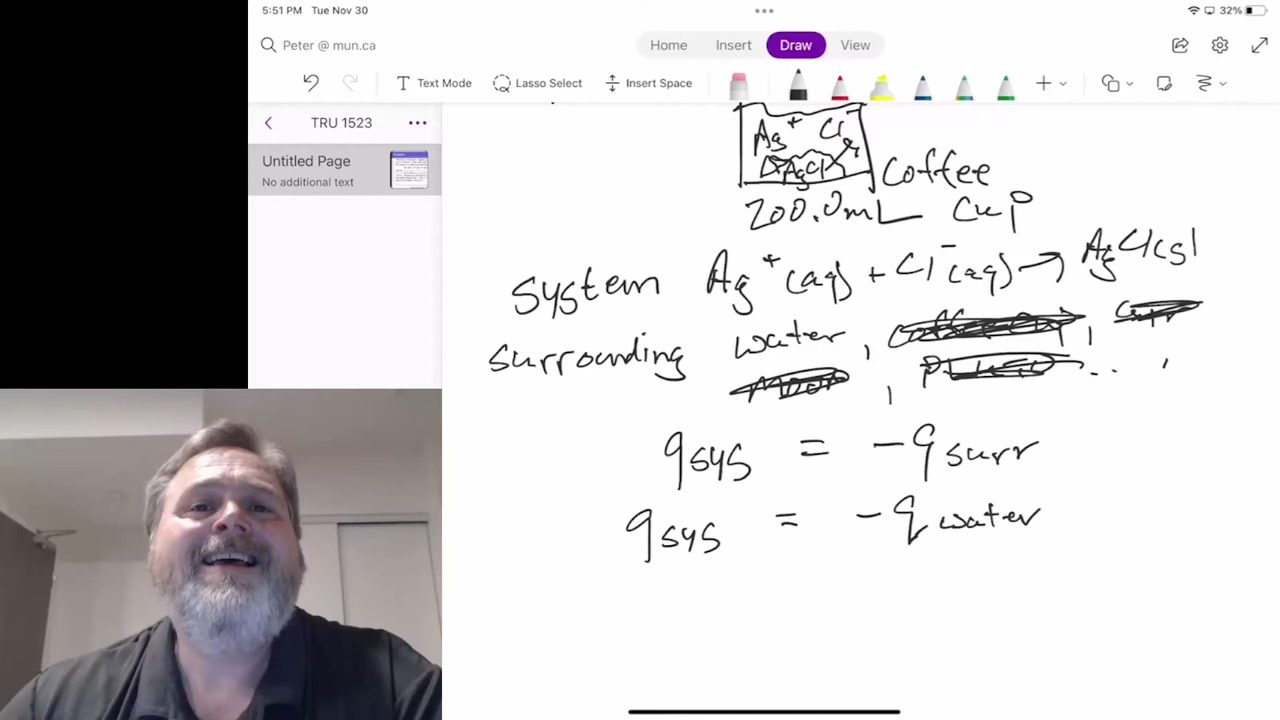 5:51 PM Tue Nov 30
32%
Peter @ mun.ca
Home Insert Draw View
Text Mode Lasso Select Insert Space
TRU 1523
Untitled Page
No additional text
Ag⁺ Cl⁻
AgCl
Coffee
200.0mL Cup
System Ag⁺(aq) + Cl⁻(aq) → AgCl(s)
surrounding water,
qsys = -qsurr
qsys = -qwater